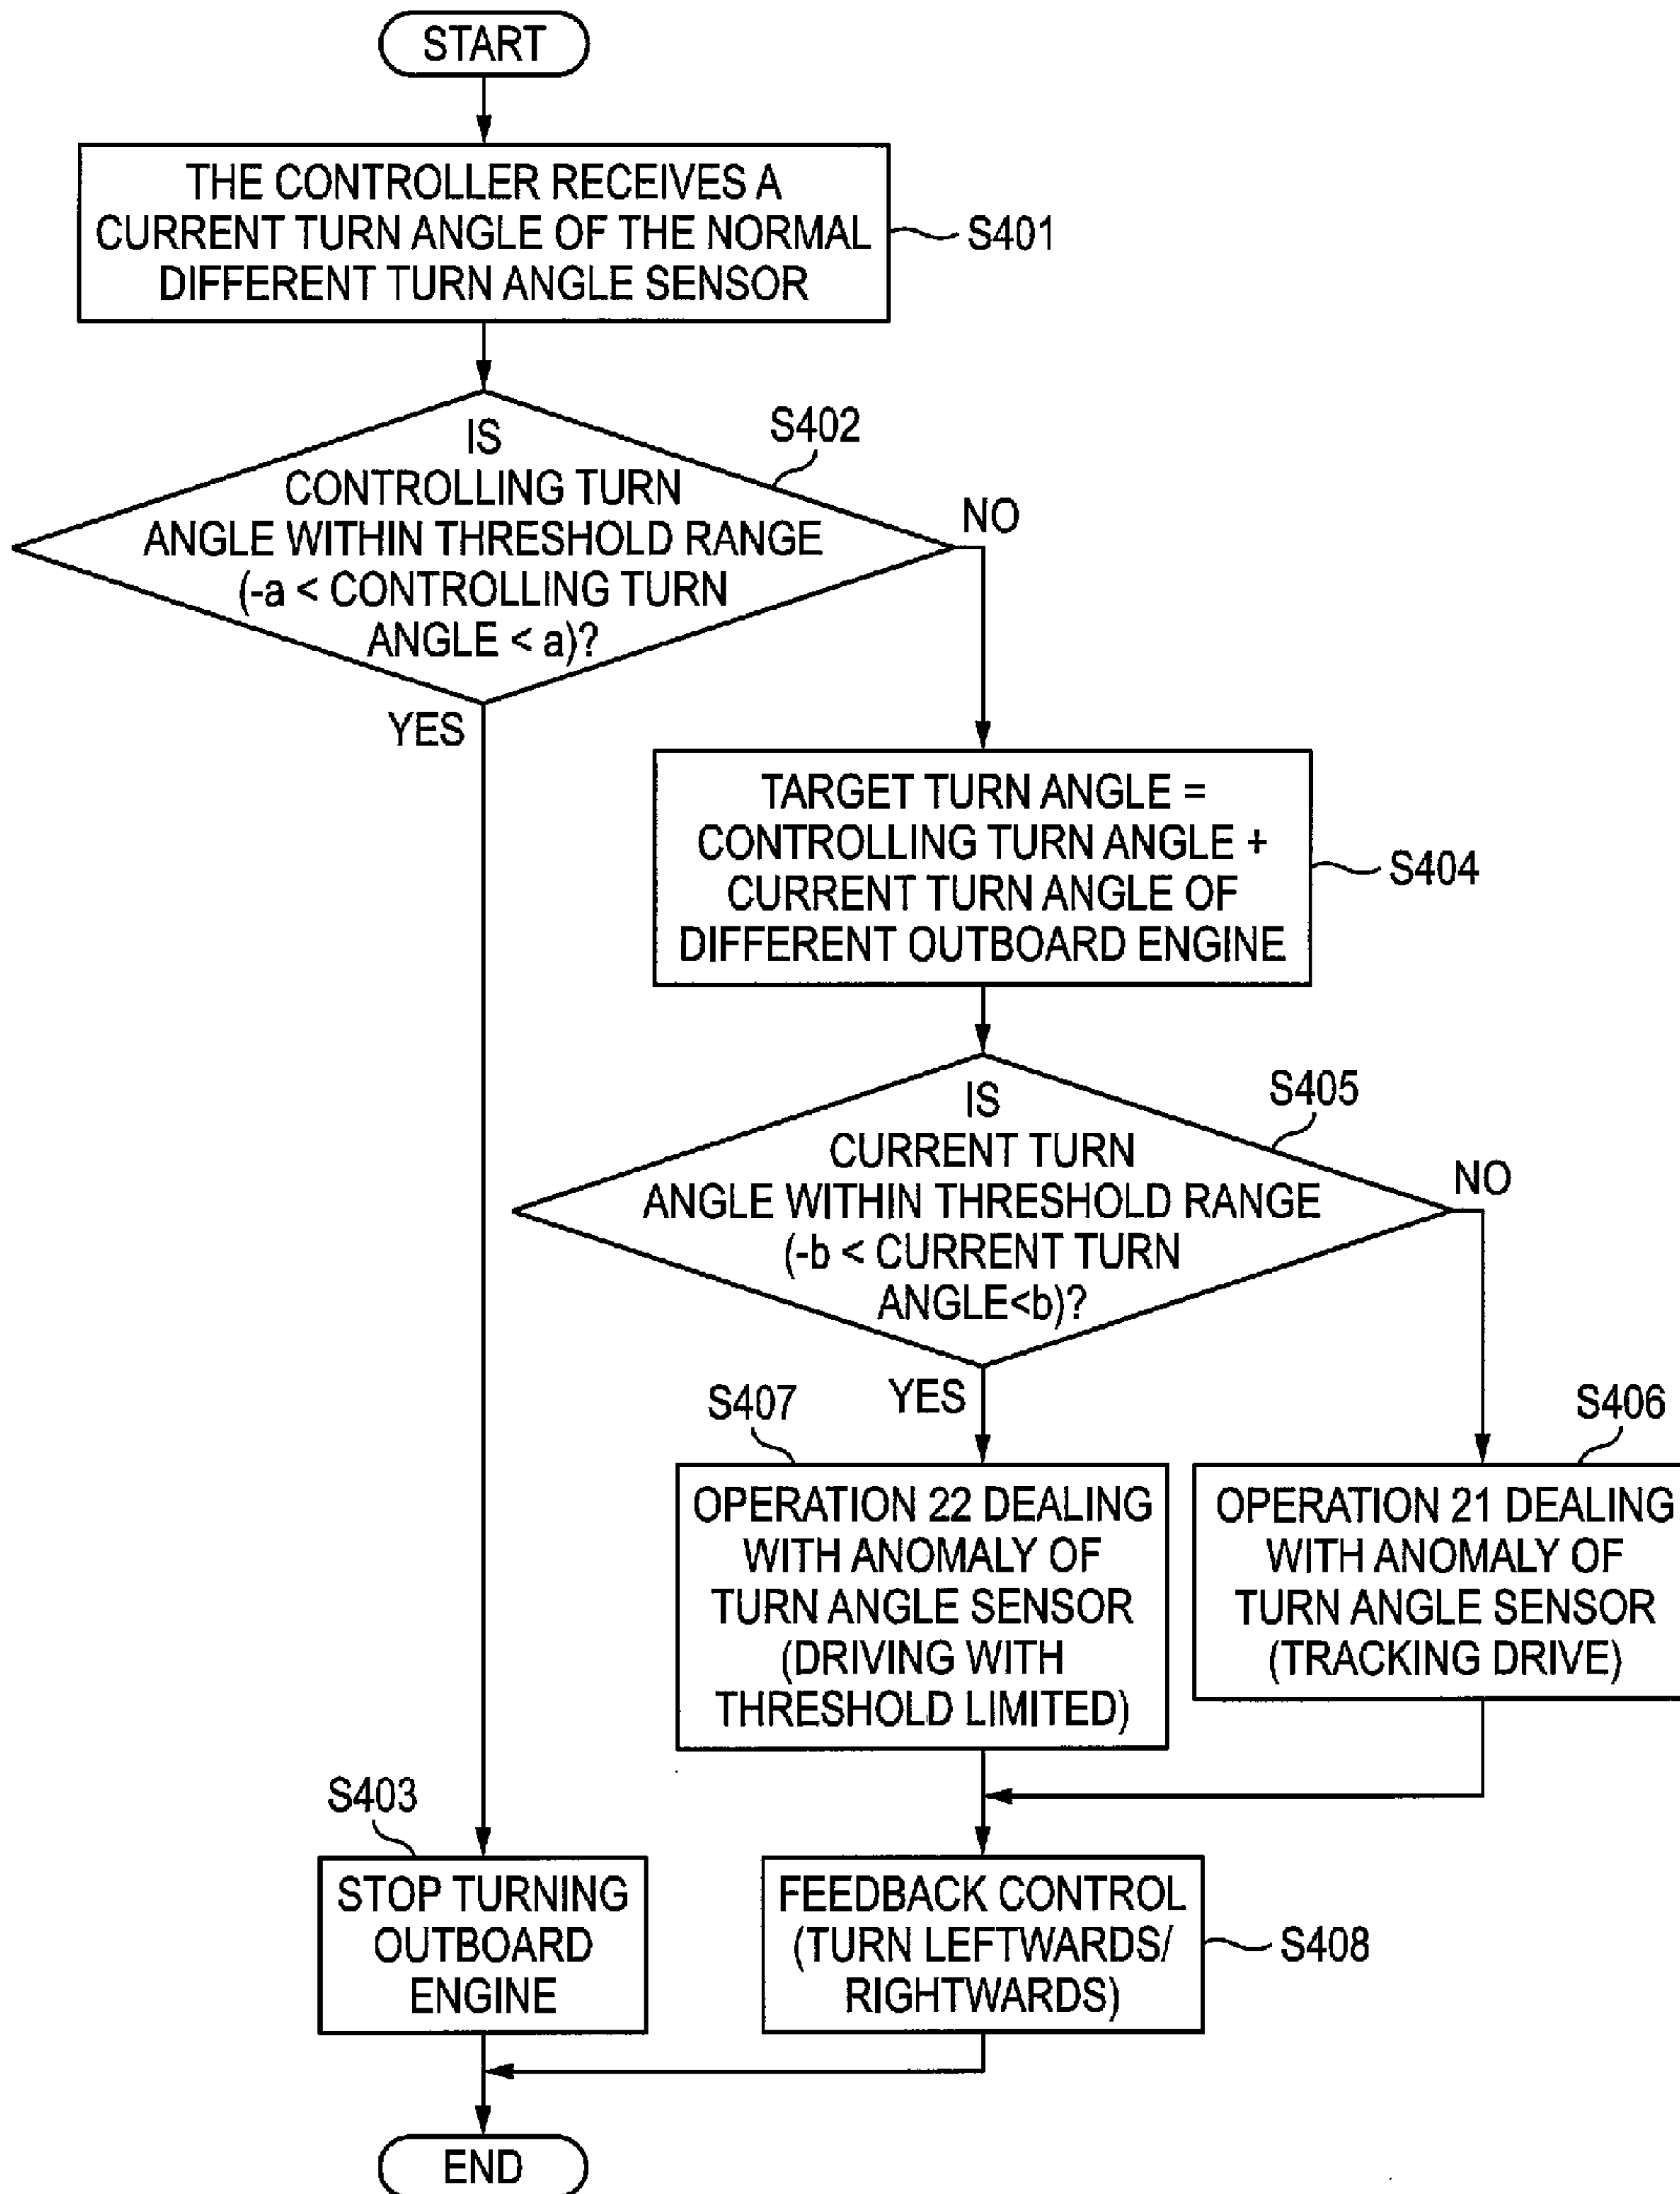 START
THE CONTROLLER RECEIVES A
CURRENT TURN ANGLE OF THE NORMAL
DIFFERENT TURN ANGLE SENSOR
S401
IS
CONTROLLING TURN
ANGLE WITHIN THRESHOLD RANGE
(-a < CONTROLLING TURN
ANGLE < a)?
S402
NO
YES
TARGET TURN ANGLE =
CONTROLLING TURN ANGLE +
CURRENT TURN ANGLE OF
DIFFERENT OUTBOARD ENGINE
S404
IS
CURRENT TURN
ANGLE WITHIN THRESHOLD RANGE
(-b < CURRENT TURN
ANGLE<b)?
S405
NO
YES
S407
OPERATION 22 DEALING
WITH ANOMALY OF
TURN ANGLE SENSOR
(DRIVING WITH
THRESHOLD LIMITED)
S406
OPERATION 21 DEALING
WITH ANOMALY OF
TURN ANGLE SENSOR
(TRACKING DRIVE)
S403
STOP TURNING
OUTBOARD
ENGINE
FEEDBACK CONTROL
(TURN LEFTWARDS/
RIGHTWARDS)
S408
END